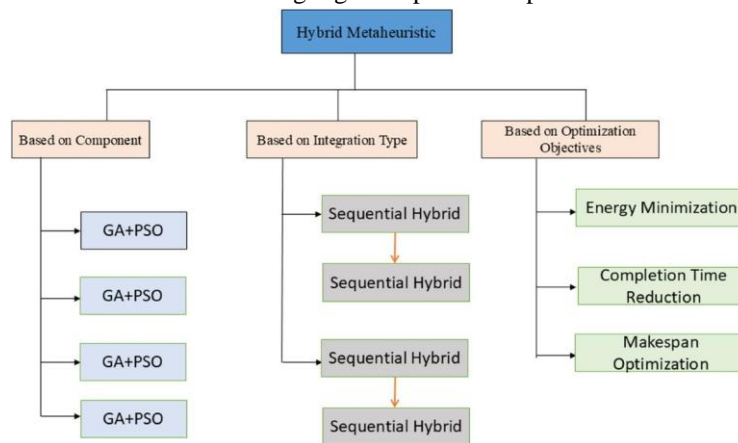 Hybrid Metaheuristic
Based on Component
Based on Integration Type
Based on Optimization
Objectives
GA+PSO
GA+PSO
GA+PSO
GA+PSO
Sequential Hybrid
Sequential Hybrid
Sequential Hybrid
Sequential Hybrid
Energy Minimization
Completion Time
Reduction
Makespan
Optimization